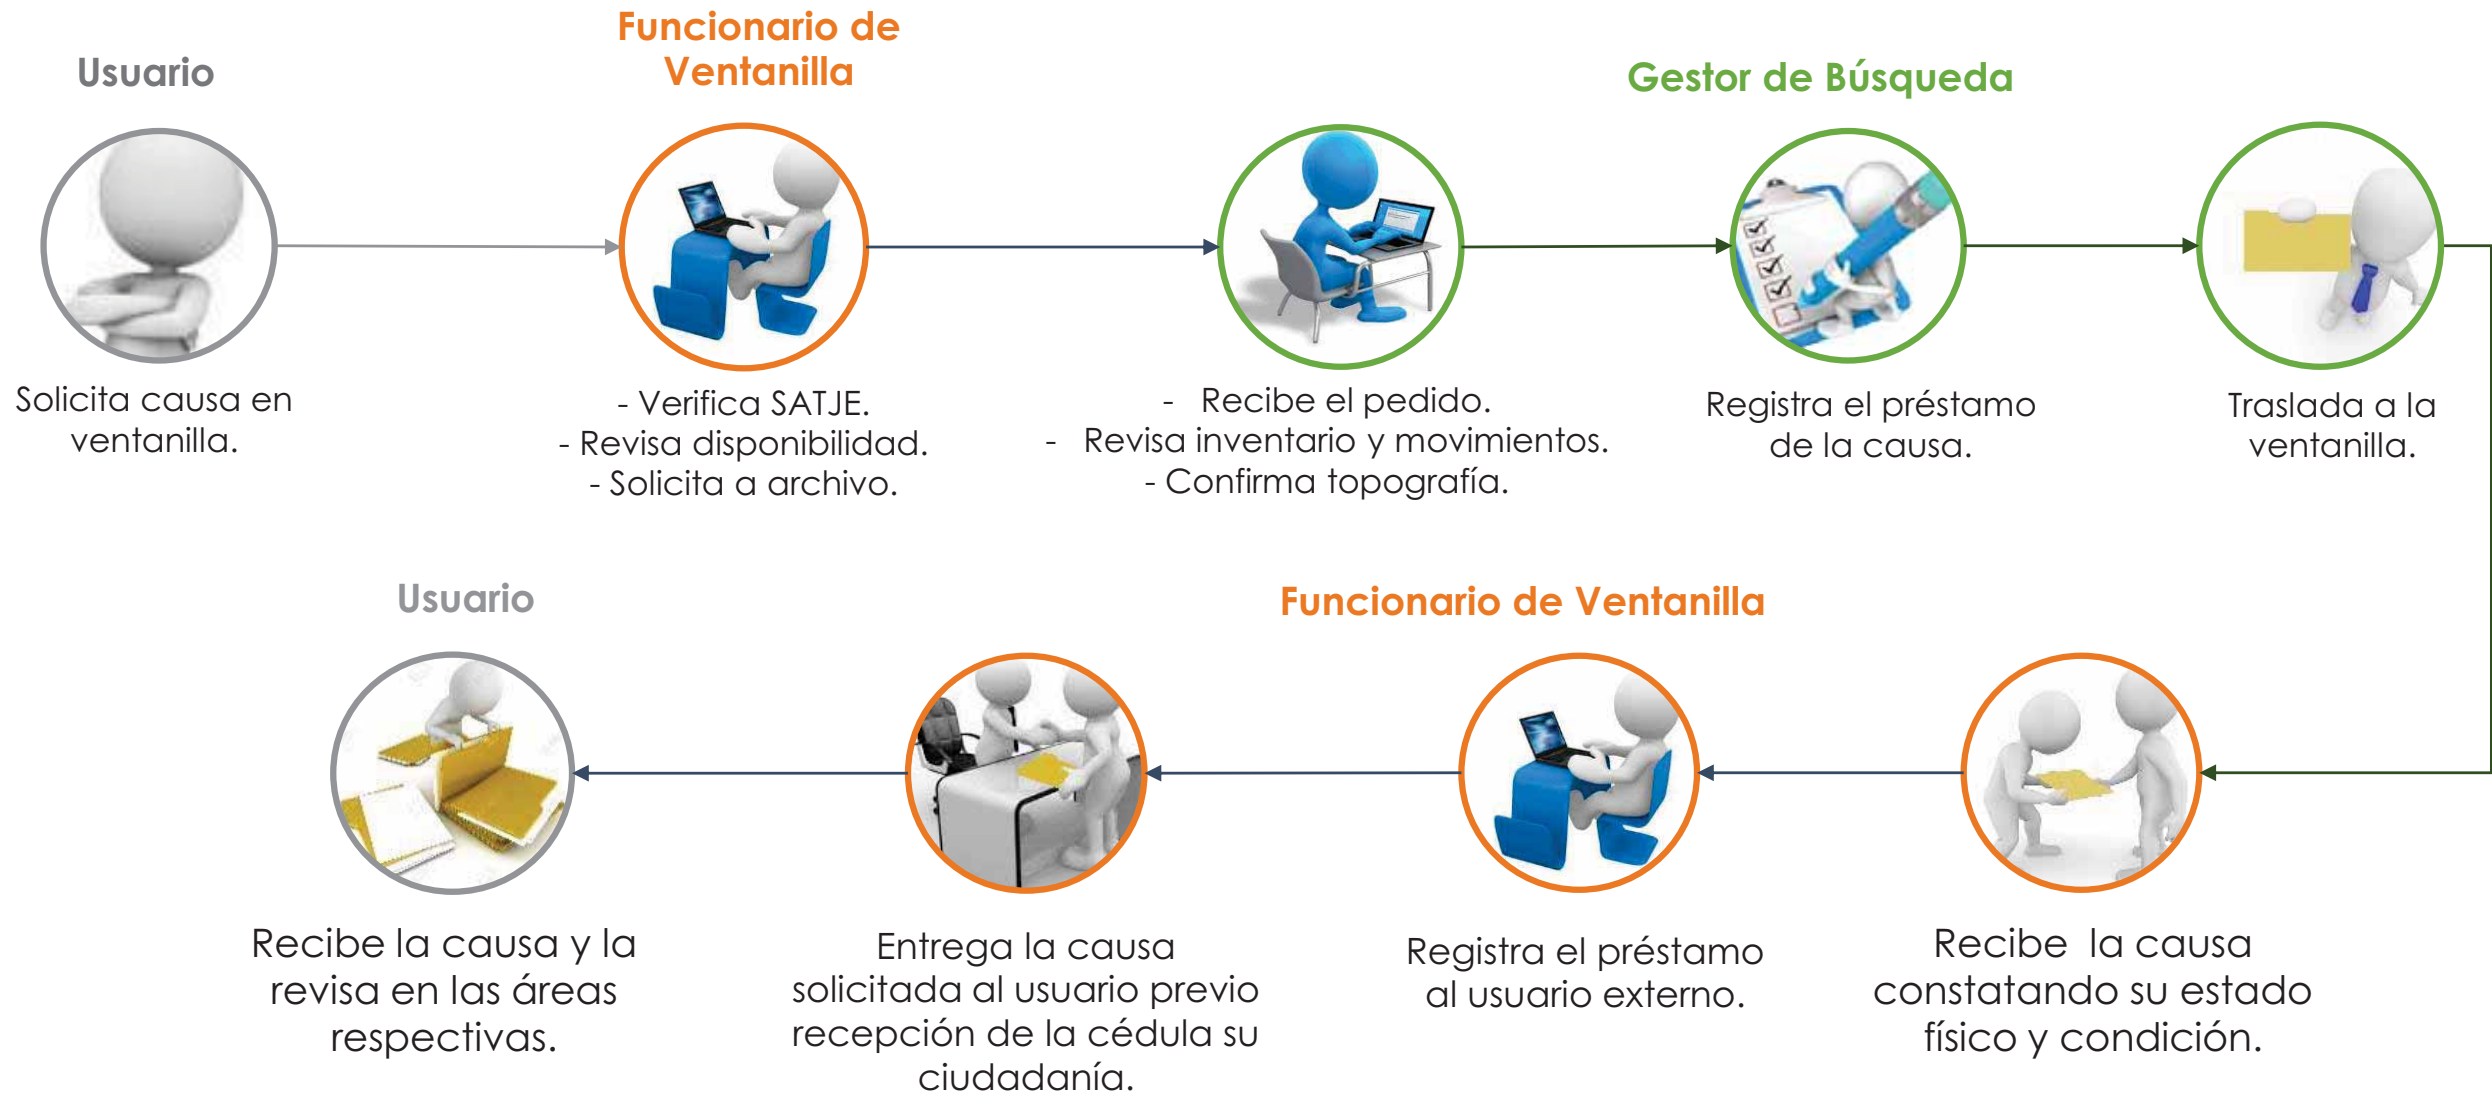 Usuario
Funcionario de
Ventanilla
Gestor de Búsqueda
Solicita causa en
ventanilla.
- Verifica SATJE.
- Revisa disponibilidad.
- Solicita a archivo.
- Recibe el pedido.
- Revisa inventario y movimientos.
- Confirma topografía.
Registra el préstamo
de la causa.
Traslada a la
ventanilla.
Usuario
Funcionario de Ventanilla
Recibe la causa y la
revisa en las áreas
respectivas.
Entrega la causa
solicitada al usuario previo
recepción de la cédula su
ciudadanía.
Registra el préstamo
al usuario externo.
Recibe la causa
constatando su estado
físico y condición.